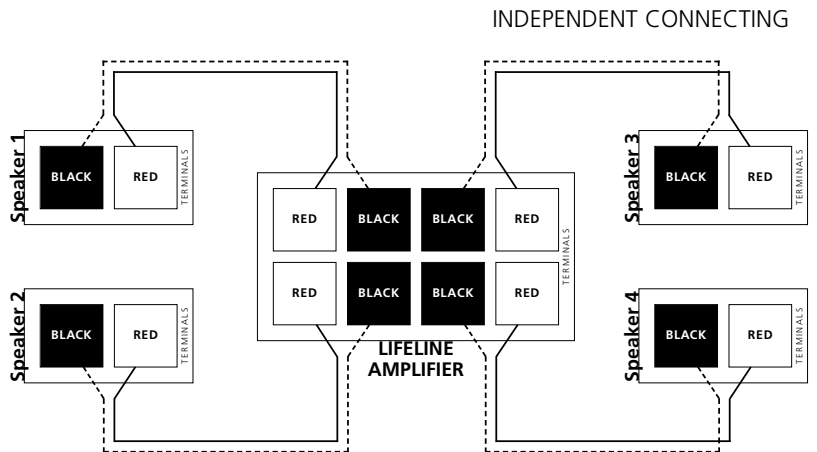 INDEPENDENT CONNECTING
Speaker 1
BLACK
RED
TERMINALS
Speaker 3
BLACK
RED
TERMINALS
RED
BLACK
BLACK
RED
TERMINALS
RED
BLACK
BLACK
RED
LIFELINE
AMPLIFIER
Speaker 2
BLACK
RED
TERMINALS
Speaker 4
BLACK
RED
TERMINALS